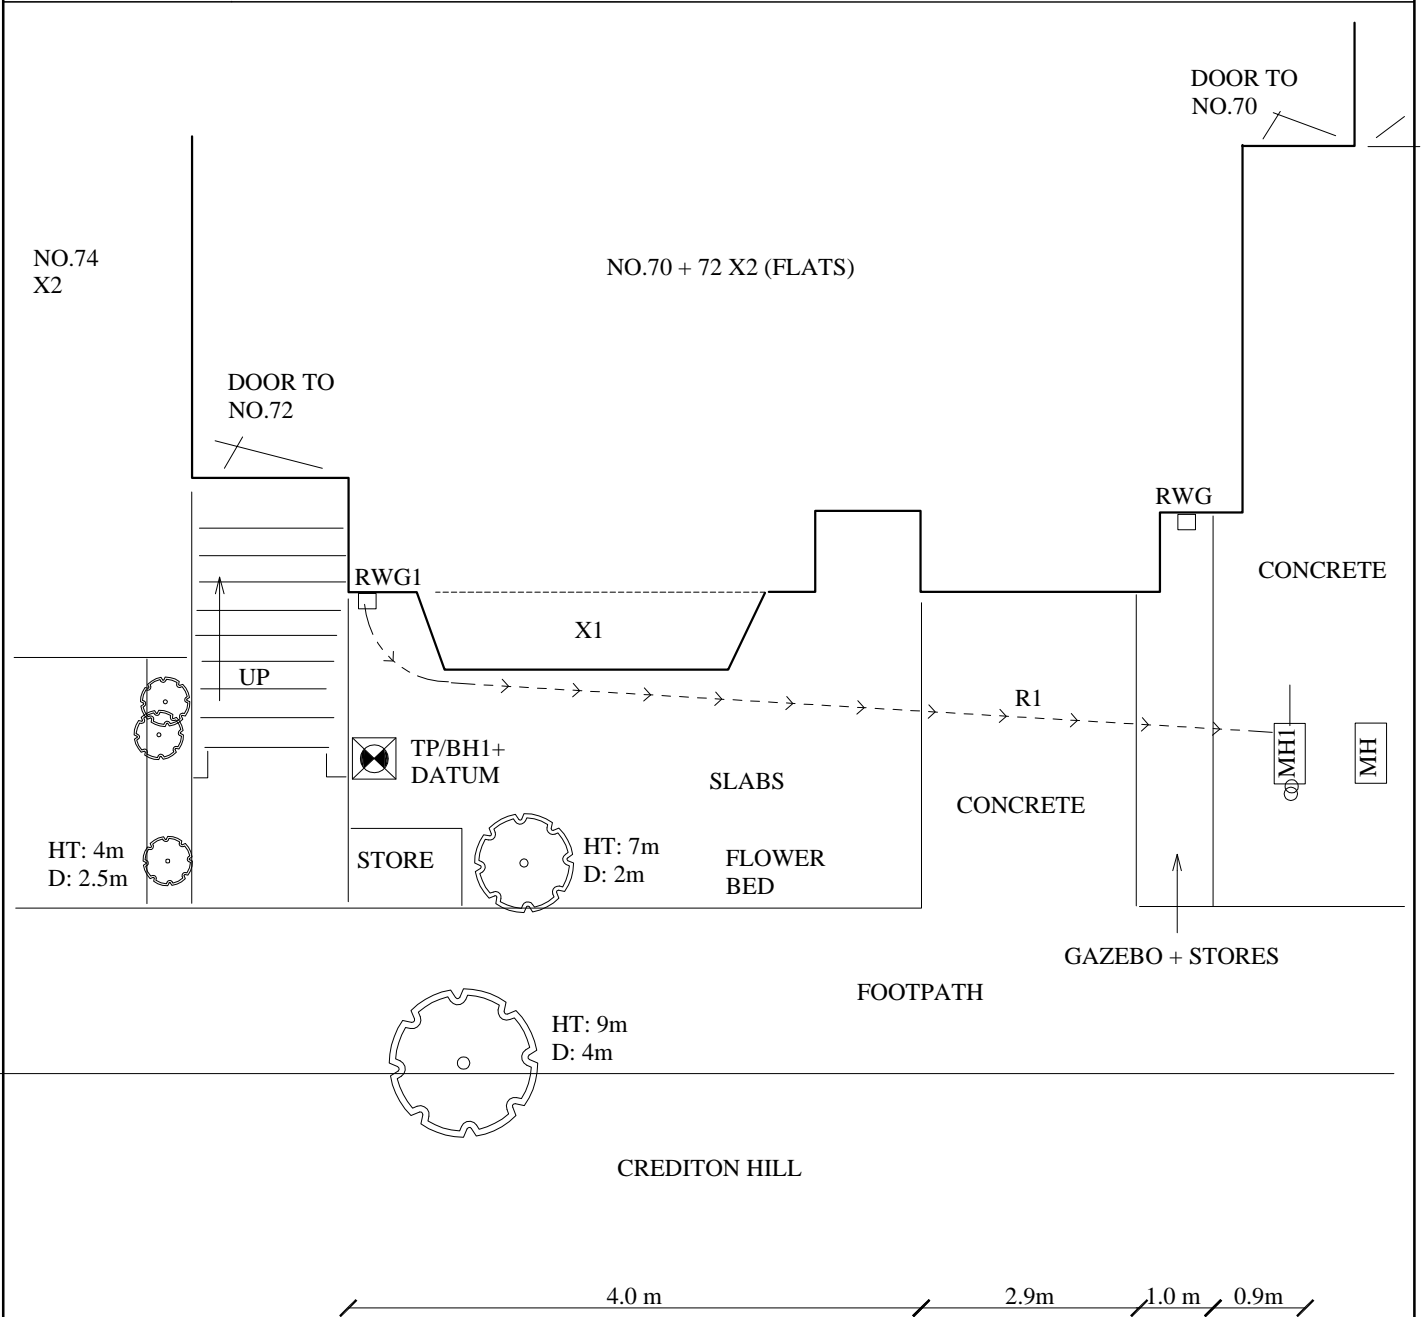 DOOR TO
NO.70
NO.74
X2
NO.70 + 72 X2 (FLATS)
DOOR TO
NO.72
RWG
RWG1
CONCRETE
X1
UP
R1
TP/BH1+
DATUM
MH1
MH
SLABS
CONCRETE
HT: 4m
D: 2.5m
STORE
HT: 7m
D: 2m
FLOWER
BED
GAZEBO + STORES
FOOTPATH
HT: 9m
D: 4m
CREDITON HILL
4.0 m
2.9m
1.0 m
0.9m